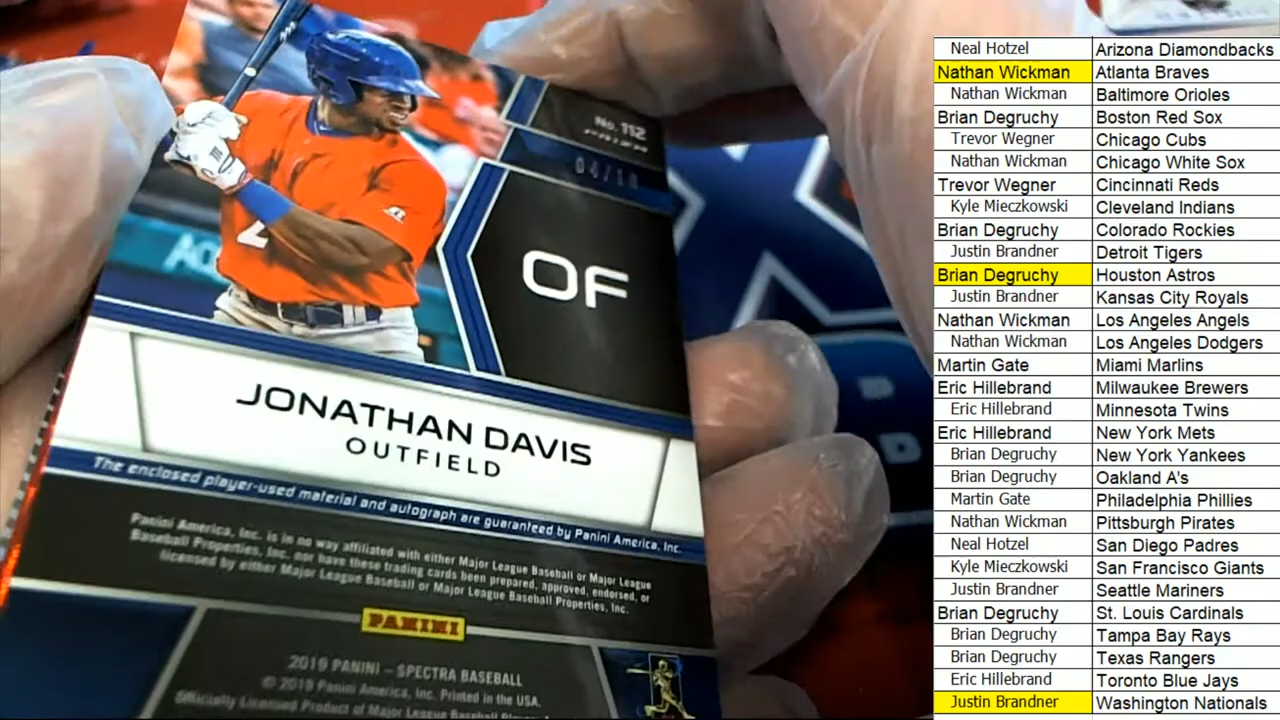 No. 112
PRIZM
04/10
OF
JONATHAN DAVIS
OUTFIELD
The enclosed player-used material and autograph are guaranteed by Panini America, Inc.
Panini America, Inc. is in no way affiliated with either Major League Baseball or Major League
Baseball Properties, Inc. nor have these trading cards been prepared, approved, endorsed, or
licensed by either Major League Baseball or Major League Baseball Properties, Inc.
PANINI
2019 PANINI – SPECTRA BASEBALL
© 2019 Panini America, Inc. Printed in the USA.
Officially Licensed Product of Major League Baseball
Neal Hotzel Arizona Diamondbacks
Nathan Wickman Atlanta Braves
Nathan Wickman Baltimore Orioles
Brian Degruchy Boston Red Sox
Trevor Wegner Chicago Cubs
Nathan Wickman Chicago White Sox
Trevor Wegner Cincinnati Reds
Kyle Mieczkowski Cleveland Indians
Brian Degruchy Colorado Rockies
Justin Brandner Detroit Tigers
Brian Degruchy Houston Astros
Justin Brandner Kansas City Royals
Nathan Wickman Los Angeles Angels
Nathan Wickman Los Angeles Dodgers
Martin Gate Miami Marlins
Eric Hillebrand Milwaukee Brewers
Eric Hillebrand Minnesota Twins
Eric Hillebrand New York Mets
Brian Degruchy New York Yankees
Brian Degruchy Oakland A's
Martin Gate Philadelphia Phillies
Nathan Wickman Pittsburgh Pirates
Neal Hotzel San Diego Padres
Kyle Mieczkowski San Francisco Giants
Justin Brandner Seattle Mariners
Brian Degruchy St. Louis Cardinals
Brian Degruchy Tampa Bay Rays
Brian Degruchy Texas Rangers
Eric Hillebrand Toronto Blue Jays
Justin Brandner Washington Nationals